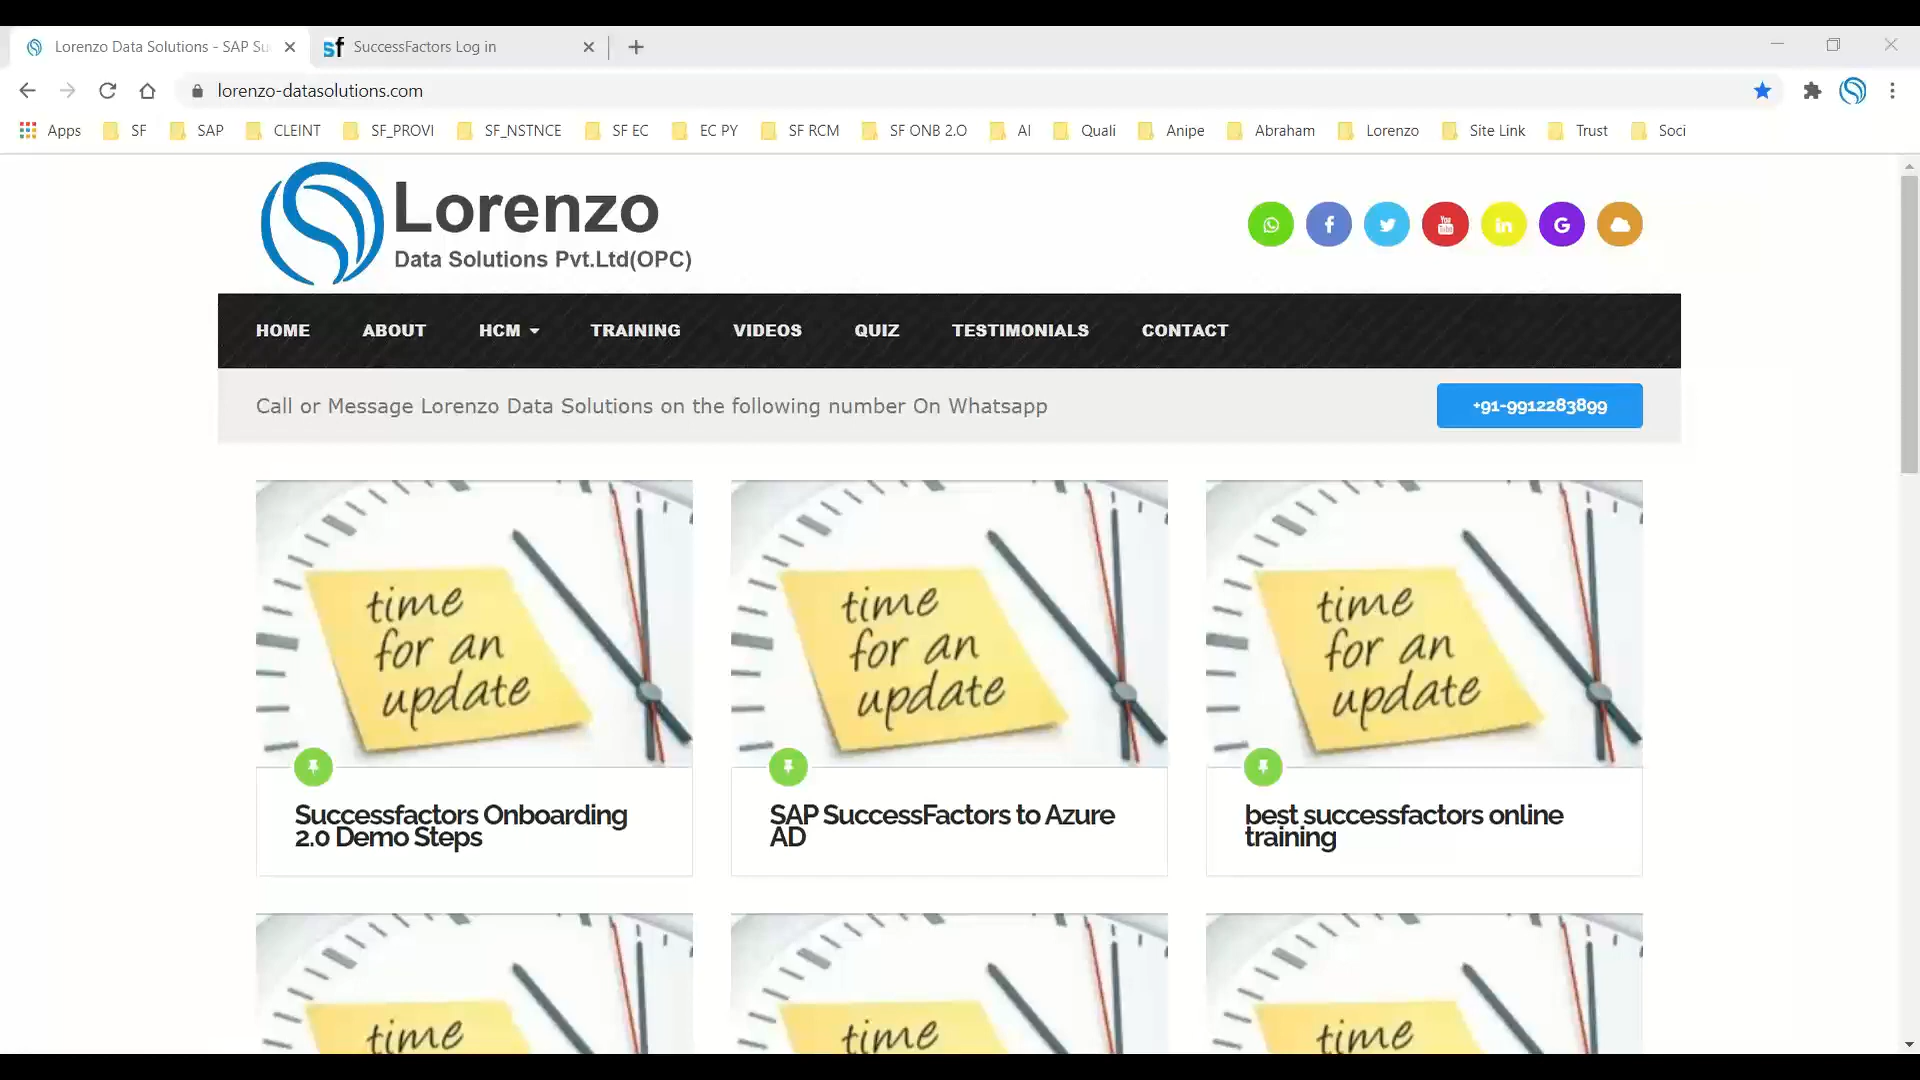 Lorenzo Data Solutions - SAP Su
SuccessFactors Log in
lorenzo-datasolutions.com
Apps SF SAP CLEINT SF_PROVI SF_NSTNCE SF EC EC PY SF RCM SF ONB 2.O AI Quali Anipe Abraham Lorenzo Site Link Trust Soci
Lorenzo
Data Solutions Pvt.Ltd(OPC)
HOME ABOUT HCM TRAINING VIDEOS QUIZ TESTIMONIALS CONTACT
Call or Message Lorenzo Data Solutions on the following number On Whatsapp
+91-9912283899
time
for an
update
time
for an
update
time
for an
update
Successfactors Onboarding
2.0 Demo Steps
SAP SuccessFactors to Azure
AD
best successfactors online
training
time
time
time